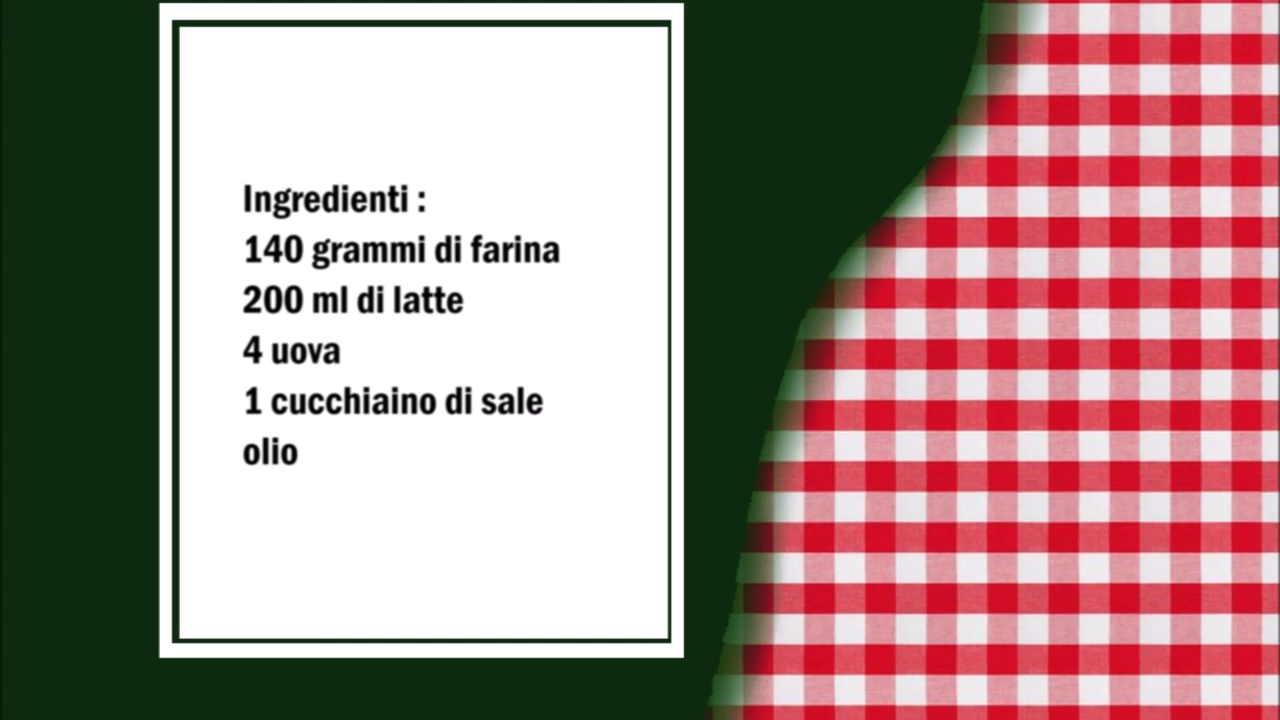 Ingredienti :
140 grammi di farina
200 ml di latte
4 uova
1 cucchiaino di sale
olio